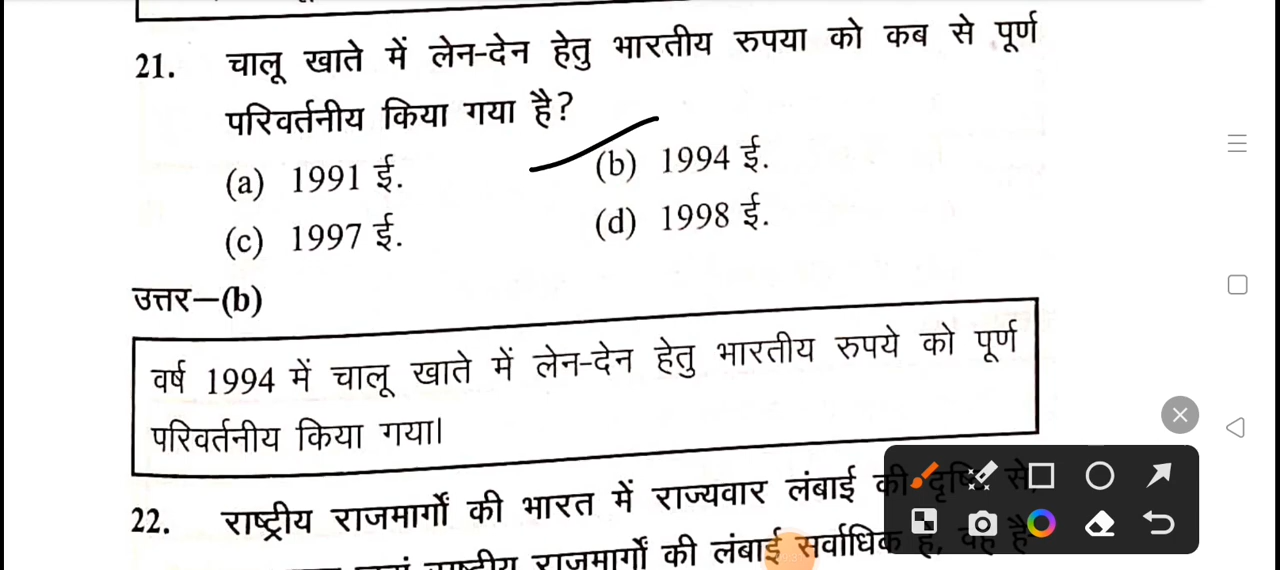 21. चालू खाते में लेन-देन हेतु भारतीय रुपया को कब से पूर्ण
परिवर्तनीय किया गया है?
(a) 1991 ई. (b) 1994 ई.
(c) 1997 ई. (d) 1998 ई.
उत्तर–(b)
वर्ष 1994 में चालू खाते में लेन-देन हेतु भारतीय रुपये को पूर्ण
परिवर्तनीय किया गया।
22. राष्ट्रीय राजमार्गों की भारत में राज्यवार लंबाई की दृष्टि से
राष्ट्रीय राजमार्गों की लंबाई सर्वाधिक है, वह है